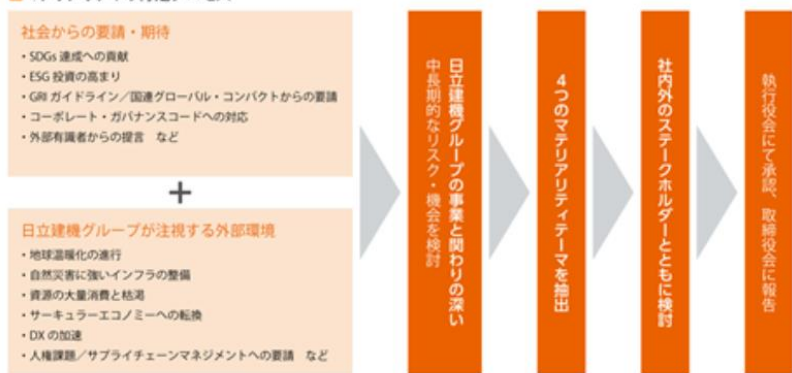 社会からの要請・期待
・SDGs 達成への貢献
・ESG 投資の高まり
・GRI ガイドライン／国連グローバル・コンパクトからの要請
・コーポレート・ガバナンスコードへの対応
・外部有識者からの提言 など
+
日立建機グループが注視する外部環境
・地球温暖化の進行
・自然災害に強いインフラの整備
・資源の大量消費と枯渇
・サーキュラーエコノミーへの転換
・DX の加速
・人権課題／サプライチェーンマネジメントへの要請 など
日立建機グループの事業と関わりの深い
中長期的なリスク・機会を検討
4つのマテリアリティテーマを抽出
社内外のステークホルダーとともに検討
執行役会にて承認、取締役会に報告